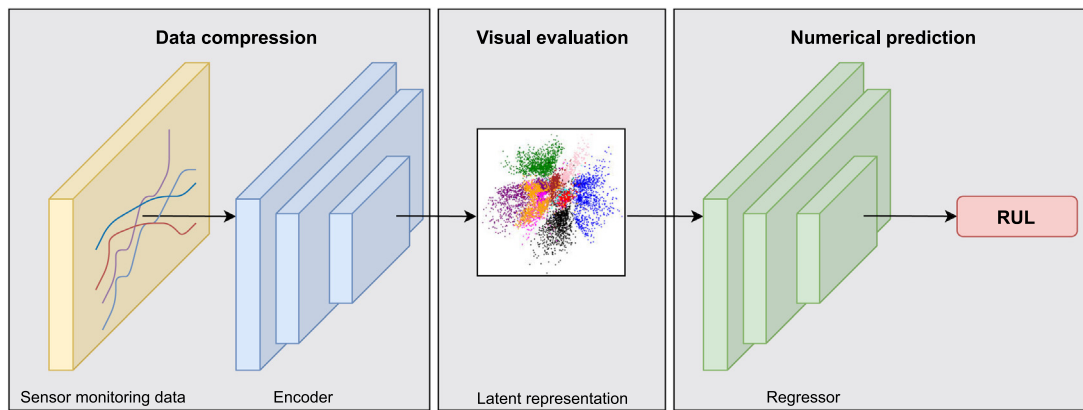 Data compression
Visual evaluation
Numerical prediction
RUL
Sensor monitoring data
Encoder
Latent representation
Regressor